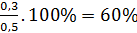 0,3/0,5 . 100% = 60%